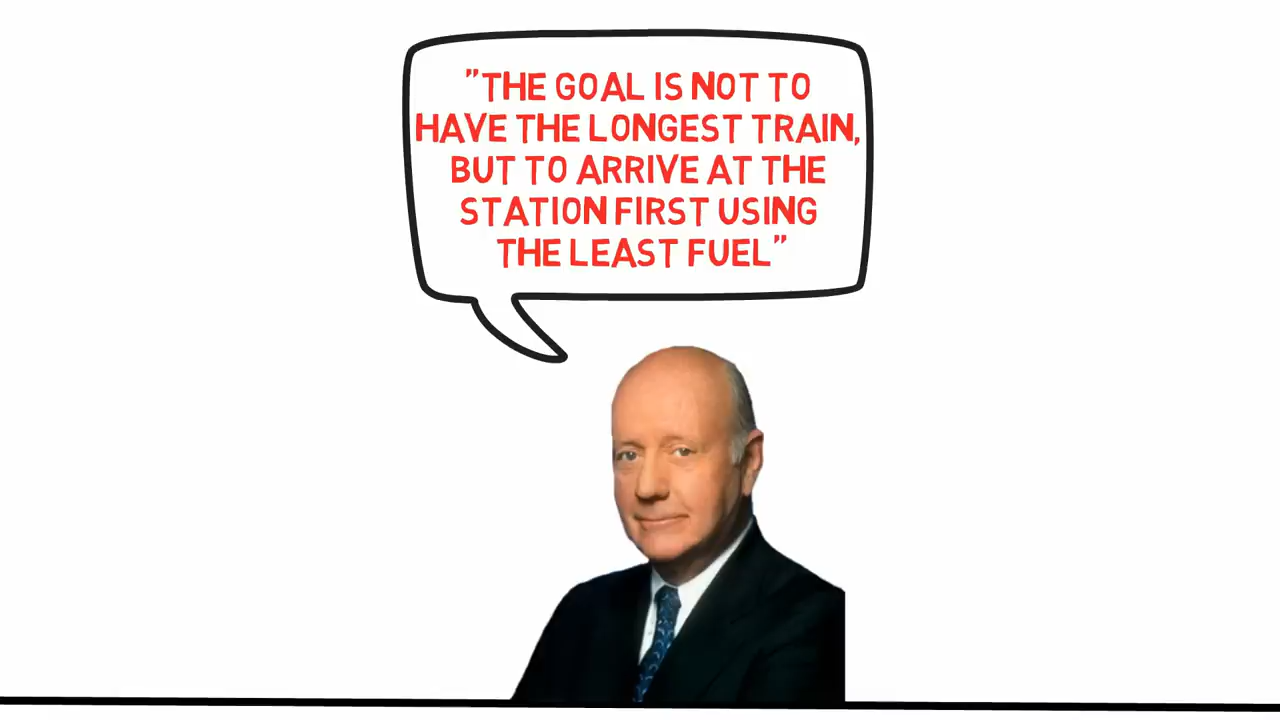 "THE GOAL IS NOT TO
HAVE THE LONGEST TRAIN,
BUT TO ARRIVE AT THE
STATION FIRST USING
THE LEAST FUEL"